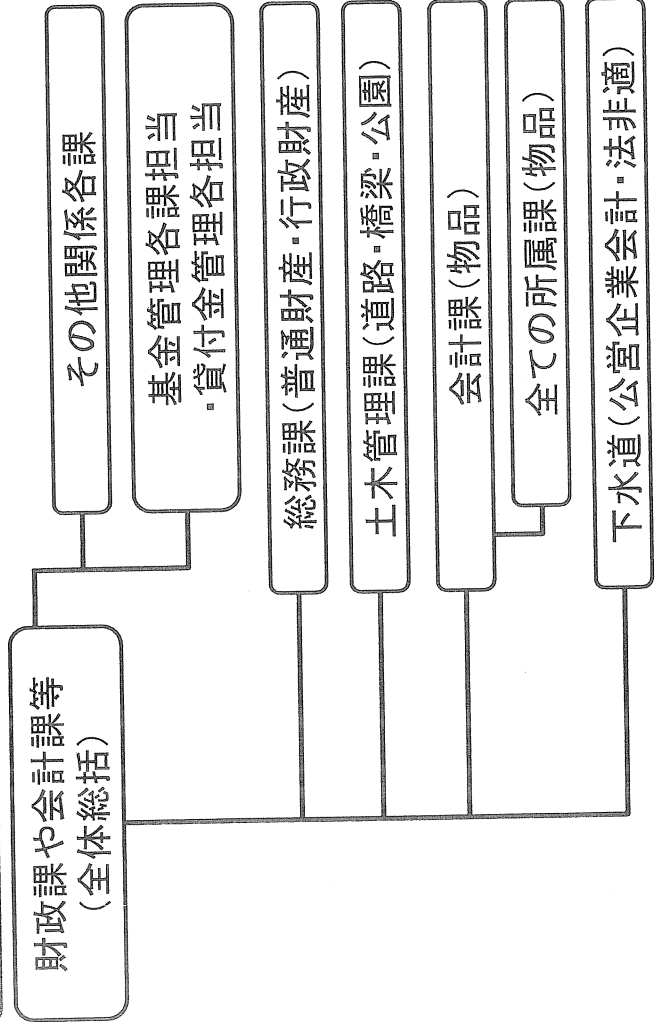 財政課や会計課等
(全体総括)
その他関係各課
基金管理各課担当
・貸付金管理各担当
総務課(普通財産・行政財産)
土木管理課(道路・橋梁・公園)
会計課(物品)
全ての所属課(物品)
下水道(公営企業会計・法非適)